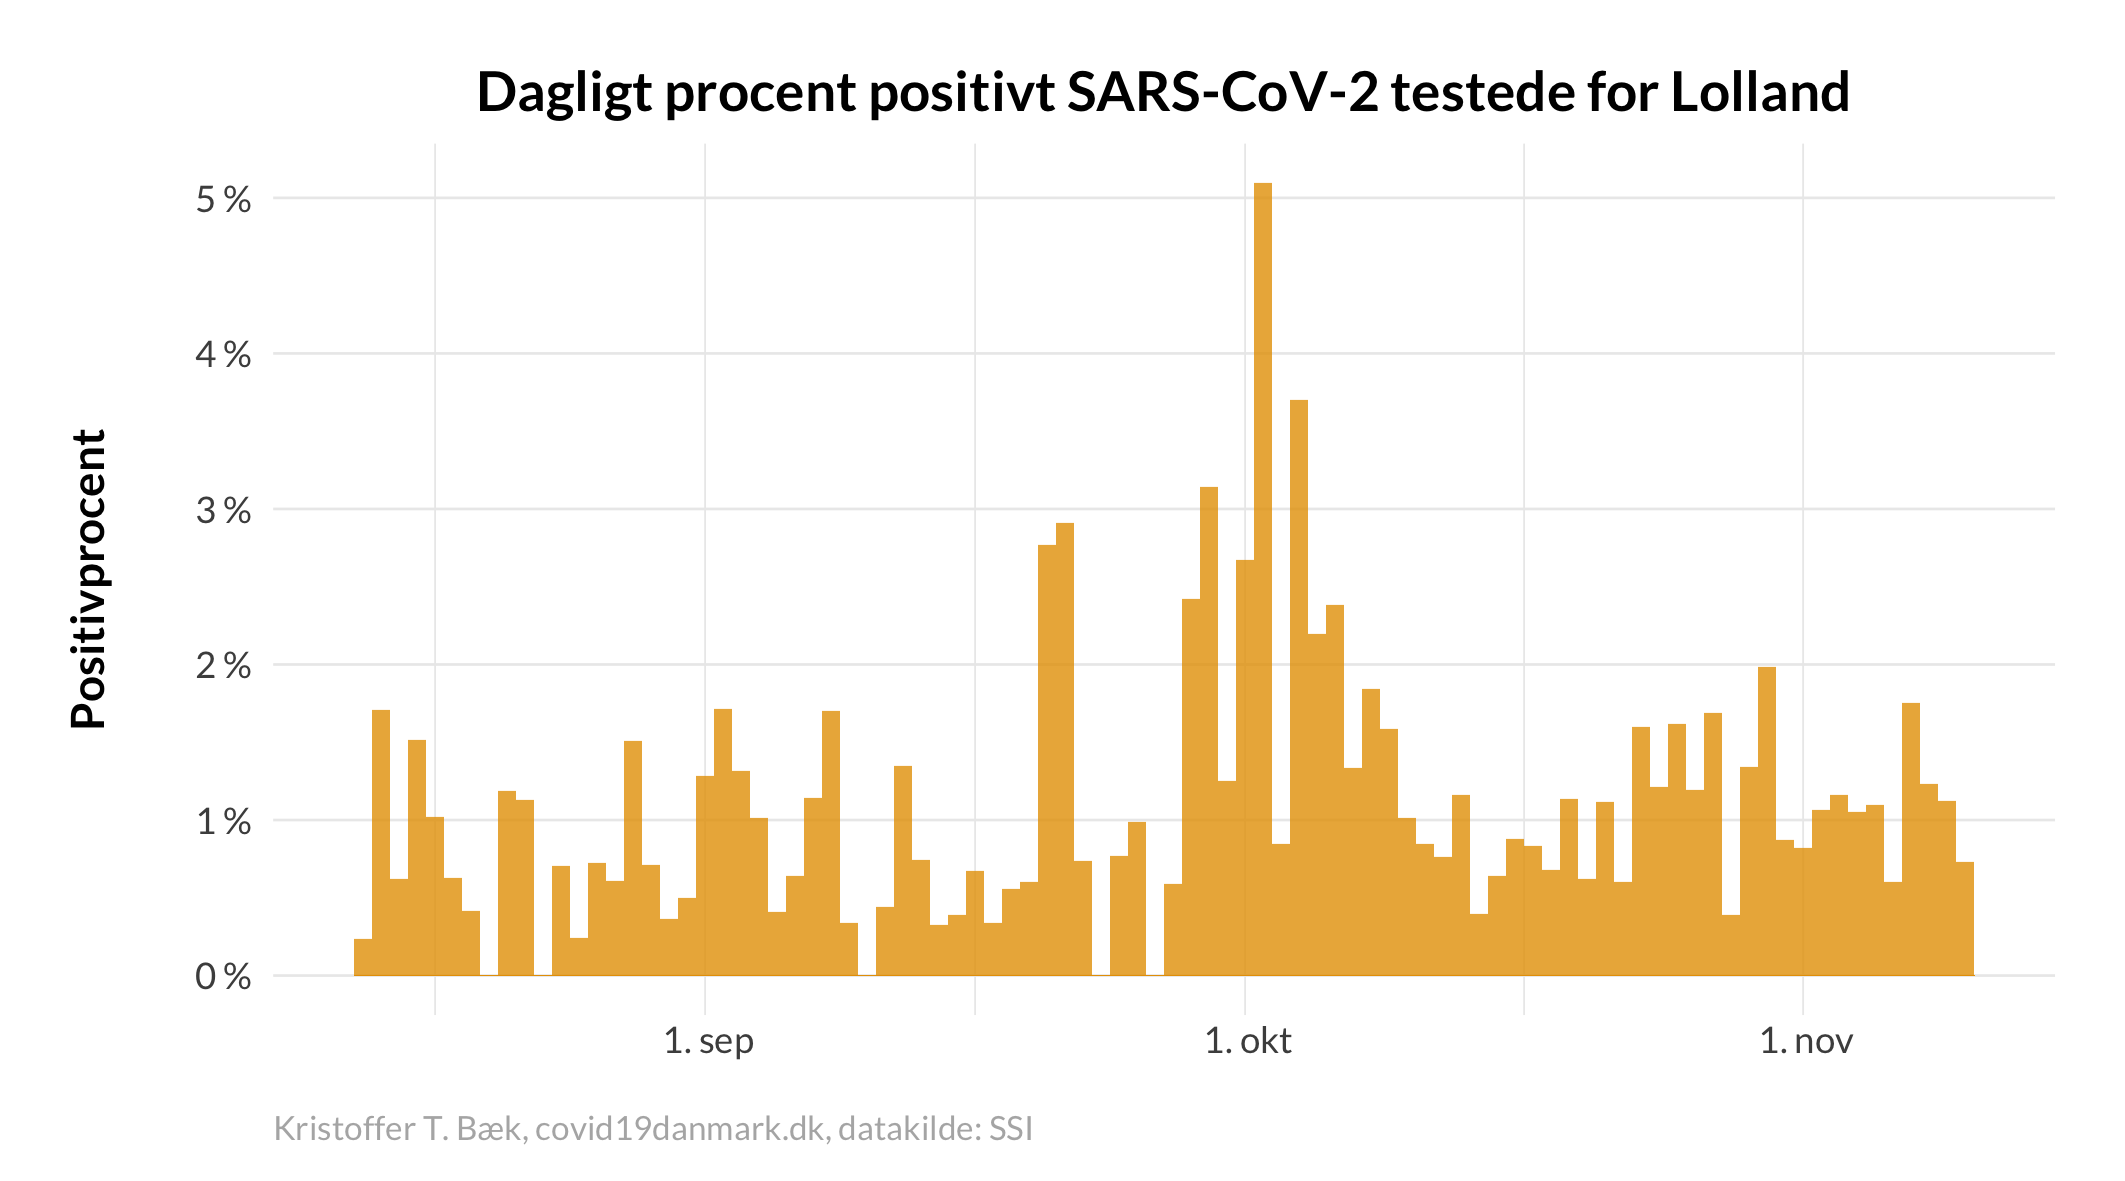 Dagligt procent positivt SARS-CoV-2 testede for Lolland
Positivprocent
5 %
4 %
3 %
2 %
1 %
0 %
1. sep
1. okt
1. nov
Kristoffer T. Bæk, covid19danmark.dk, datakilde: SSI